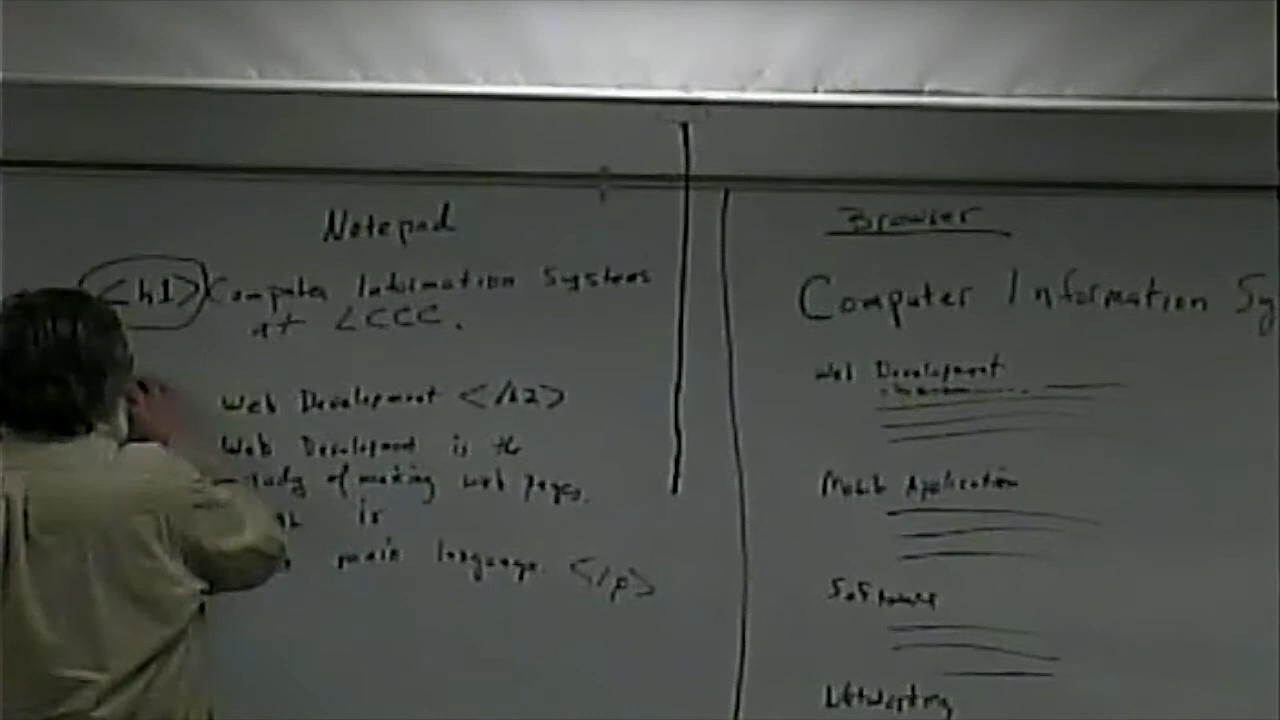 Notepad
<h1> Computer Information Systems
at LCCC.
Web Development </h2>
Web Development is the
study of making web pages.
is
main language. </p>
Browser
Computer Information Sy
Web Development
Mobile Application
Software
Networking